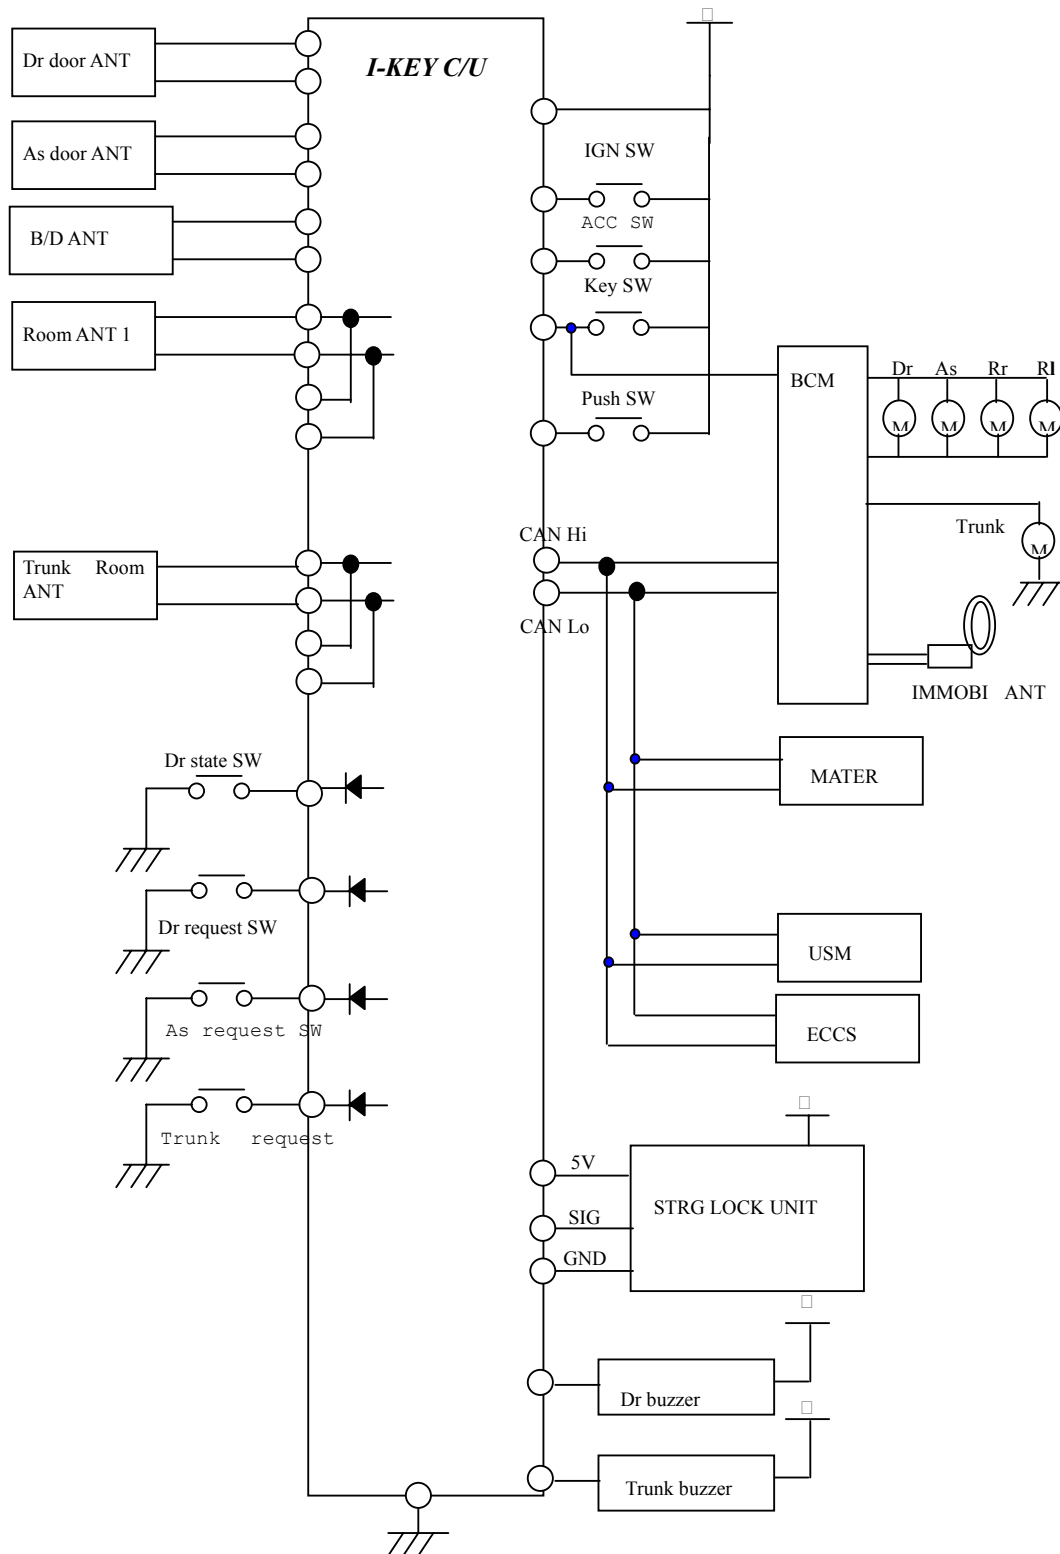 I-KEY C/U
Dr door ANT
As door ANT
B/D ANT
Room ANT 1
Trunk Room
ANT
Dr state SW
Dr request SW
As request SW
Trunk request
IGN SW
ACC SW
Key SW
Push SW
CAN Hi
CAN Lo
BCM
Dr As Rr Rl
M M M M
Trunk
M
IMMOBI ANT
MATER
USM
ECCS
5V
SIG
GND
STRG LOCK UNIT
Dr buzzer
Trunk buzzer